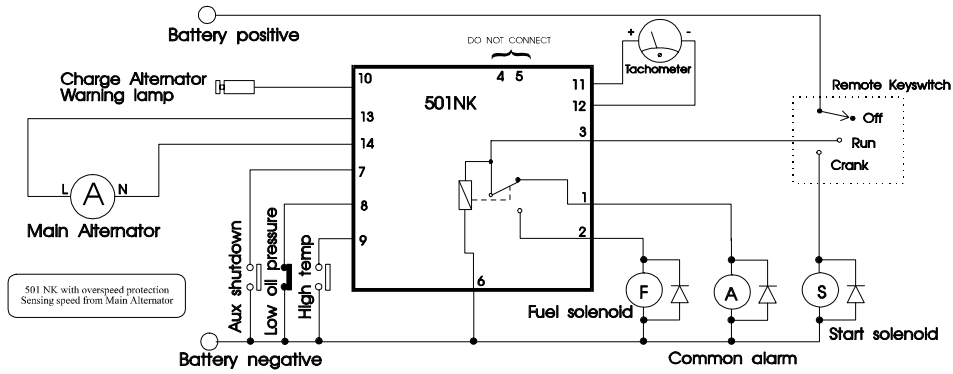 Battery positive
DO NOT CONNECT
+ -
Tachometer
Charge Alternator
Warning lamp
10
4 5
11
501NK
12
Remote Keyswitch
Off
13
3
Run
14
Crank
7
L A N
8
1
Main Alternator
9
2
Aux shutdown
Low oil pressure
High temp
6
501 NK with overspeed protection
Sensing speed from Main Alternator
F
A
S
Fuel solenoid
Start solenoid
Battery negative
Common alarm